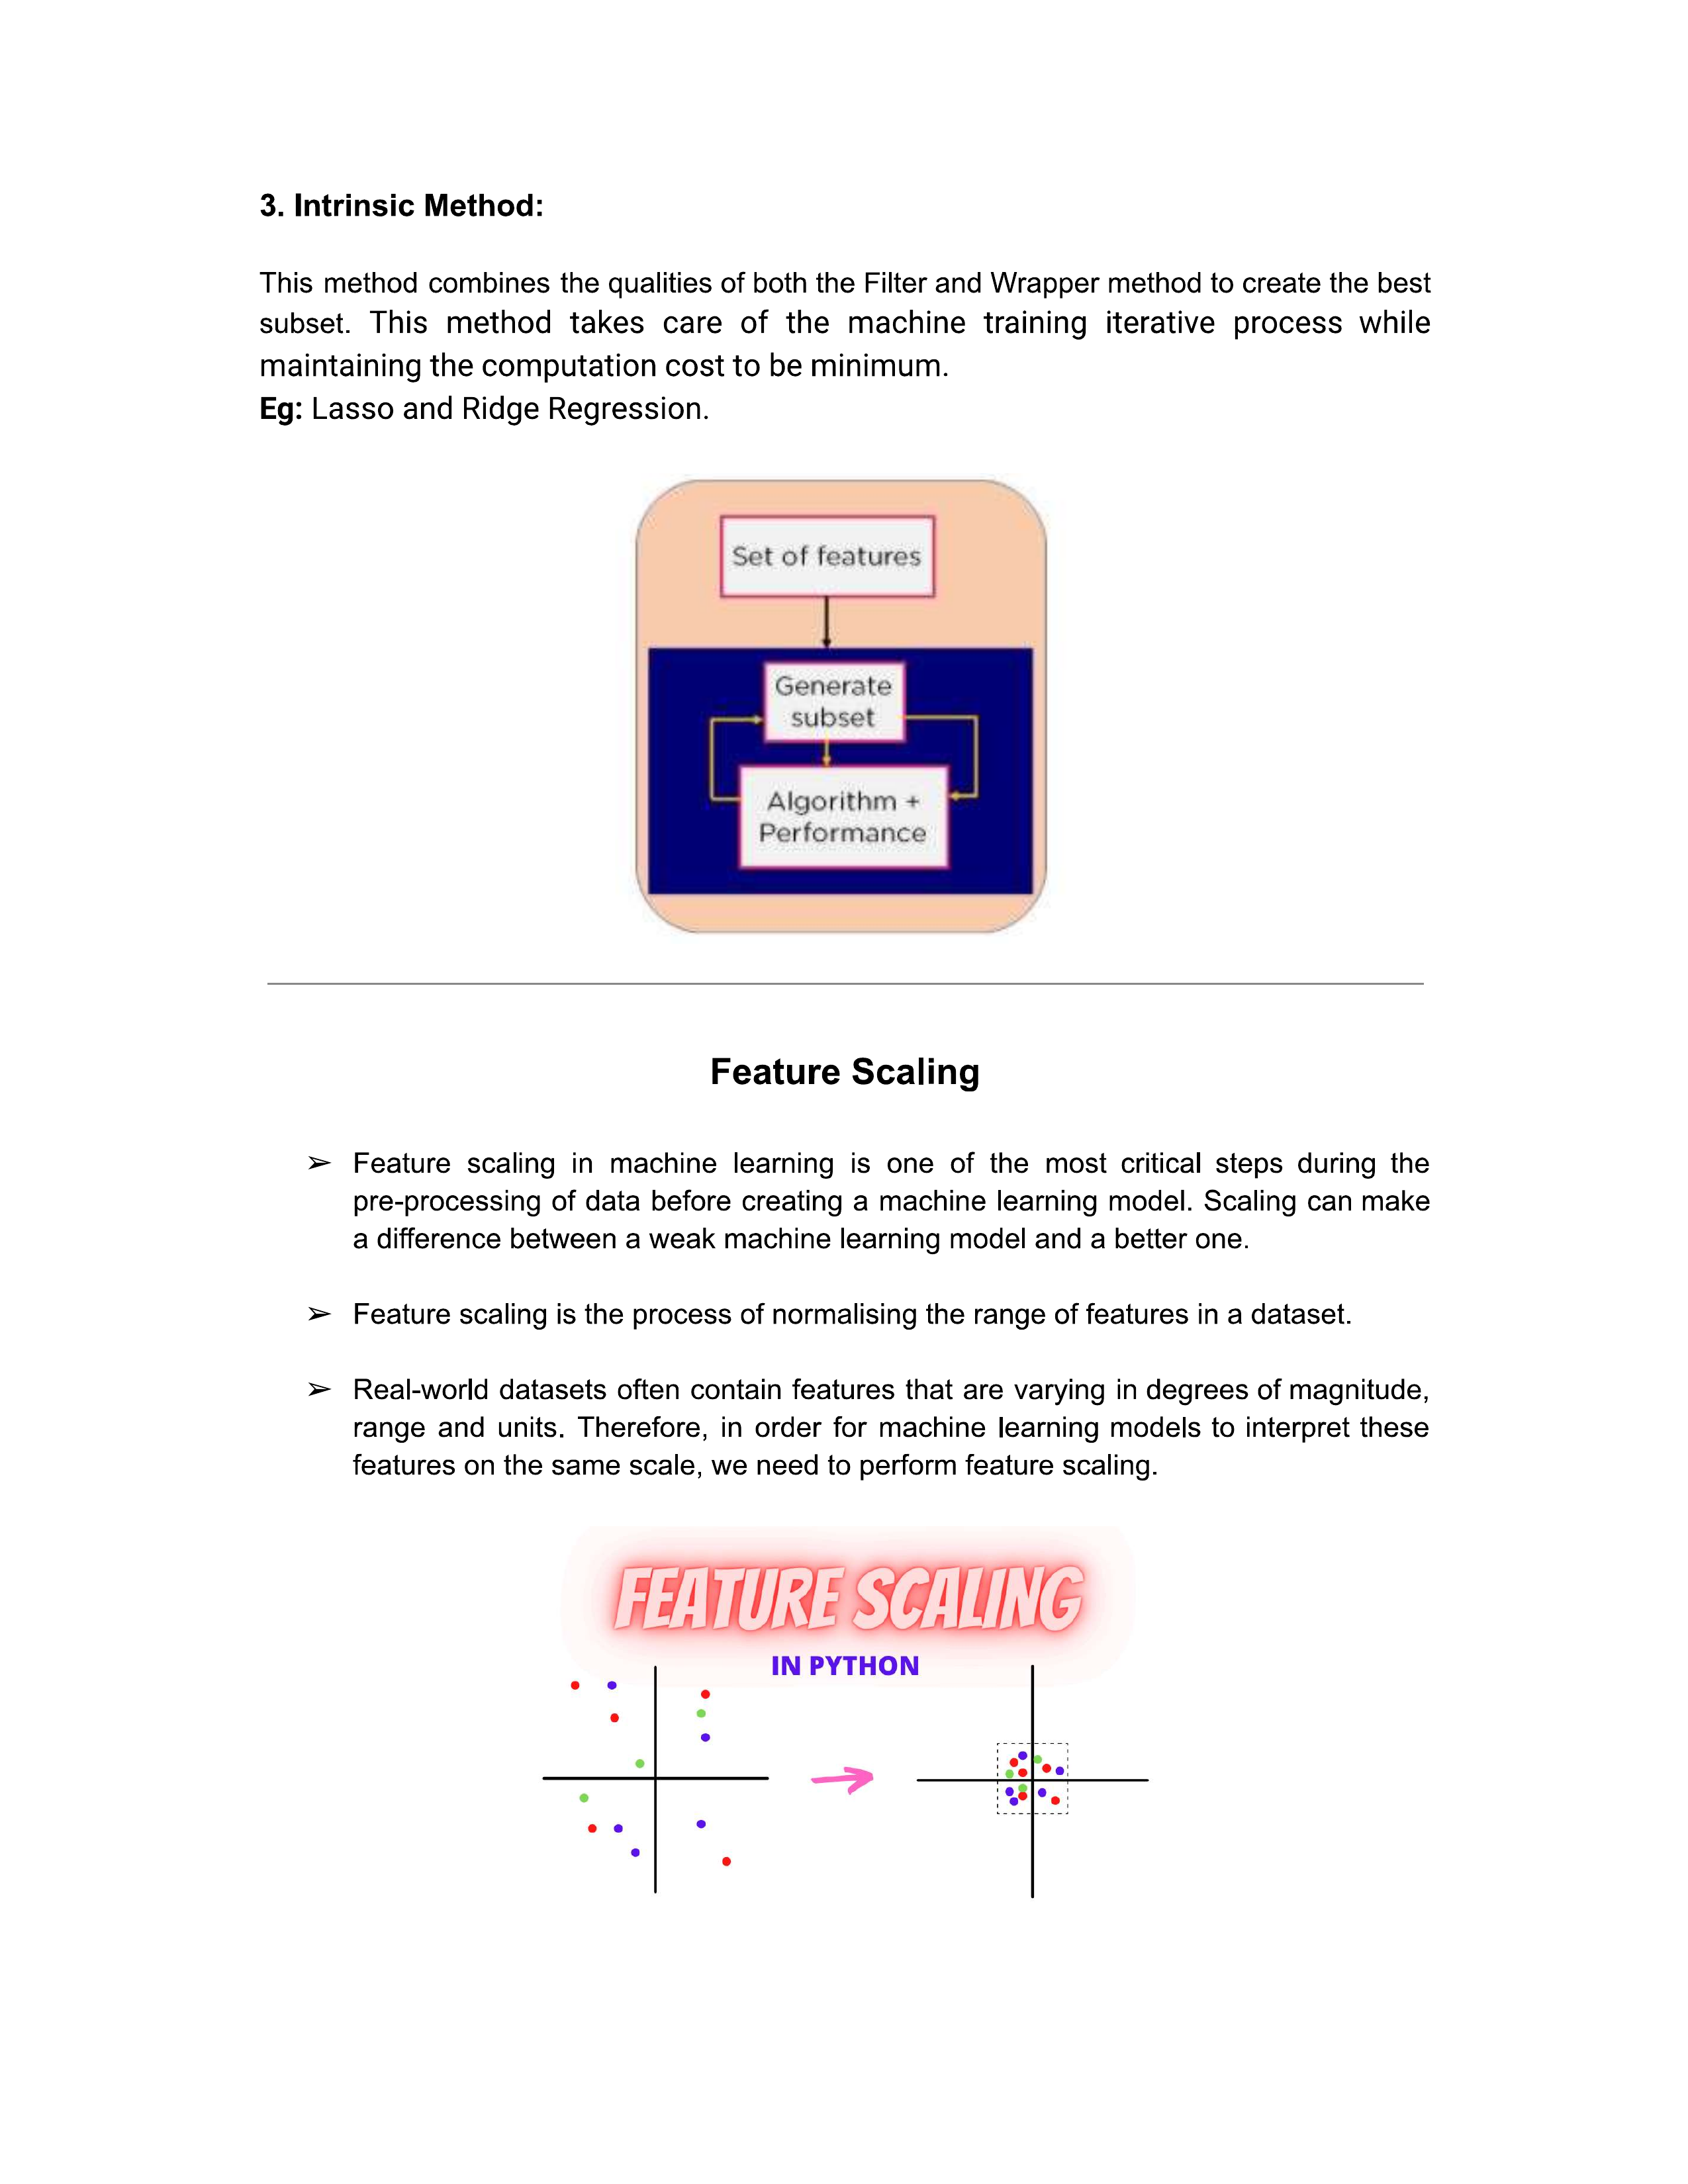 3. Intrinsic Method:
This method combines the qualities of both the Filter and Wrapper method to create the best
subset. This method takes care of the machine training iterative process while
maintaining the computation cost to be minimum.
Eg: Lasso and Ridge Regression.
Set of features
Generate
subset
Algorithm +
Performance
Feature Scaling
➢ Feature scaling in machine learning is one of the most critical steps during the
pre-processing of data before creating a machine learning model. Scaling can make
a difference between a weak machine learning model and a better one.
➢ Feature scaling is the process of normalising the range of features in a dataset.
➢ Real-world datasets often contain features that are varying in degrees of magnitude,
range and units. Therefore, in order for machine learning models to interpret these
features on the same scale, we need to perform feature scaling.
FEATURE SCALING
IN PYTHON